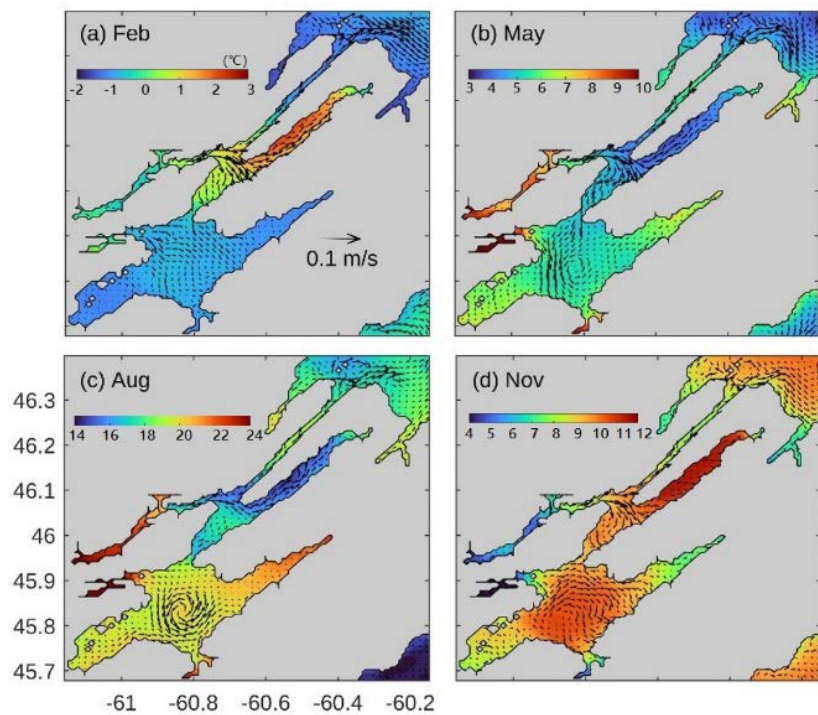 (a) Feb
(℃)
-2 -1 0 1 2 3
0.1 m/s
(b) May
3 4 5 6 7 8 9 10
(c) Aug
14 16 18 20 22 24
(d) Nov
4 5 6 7 8 9 10 11 12
46.3
46.2
46.1
46
45.9
45.8
45.7
-61 -60.8 -60.6 -60.4 -60.2